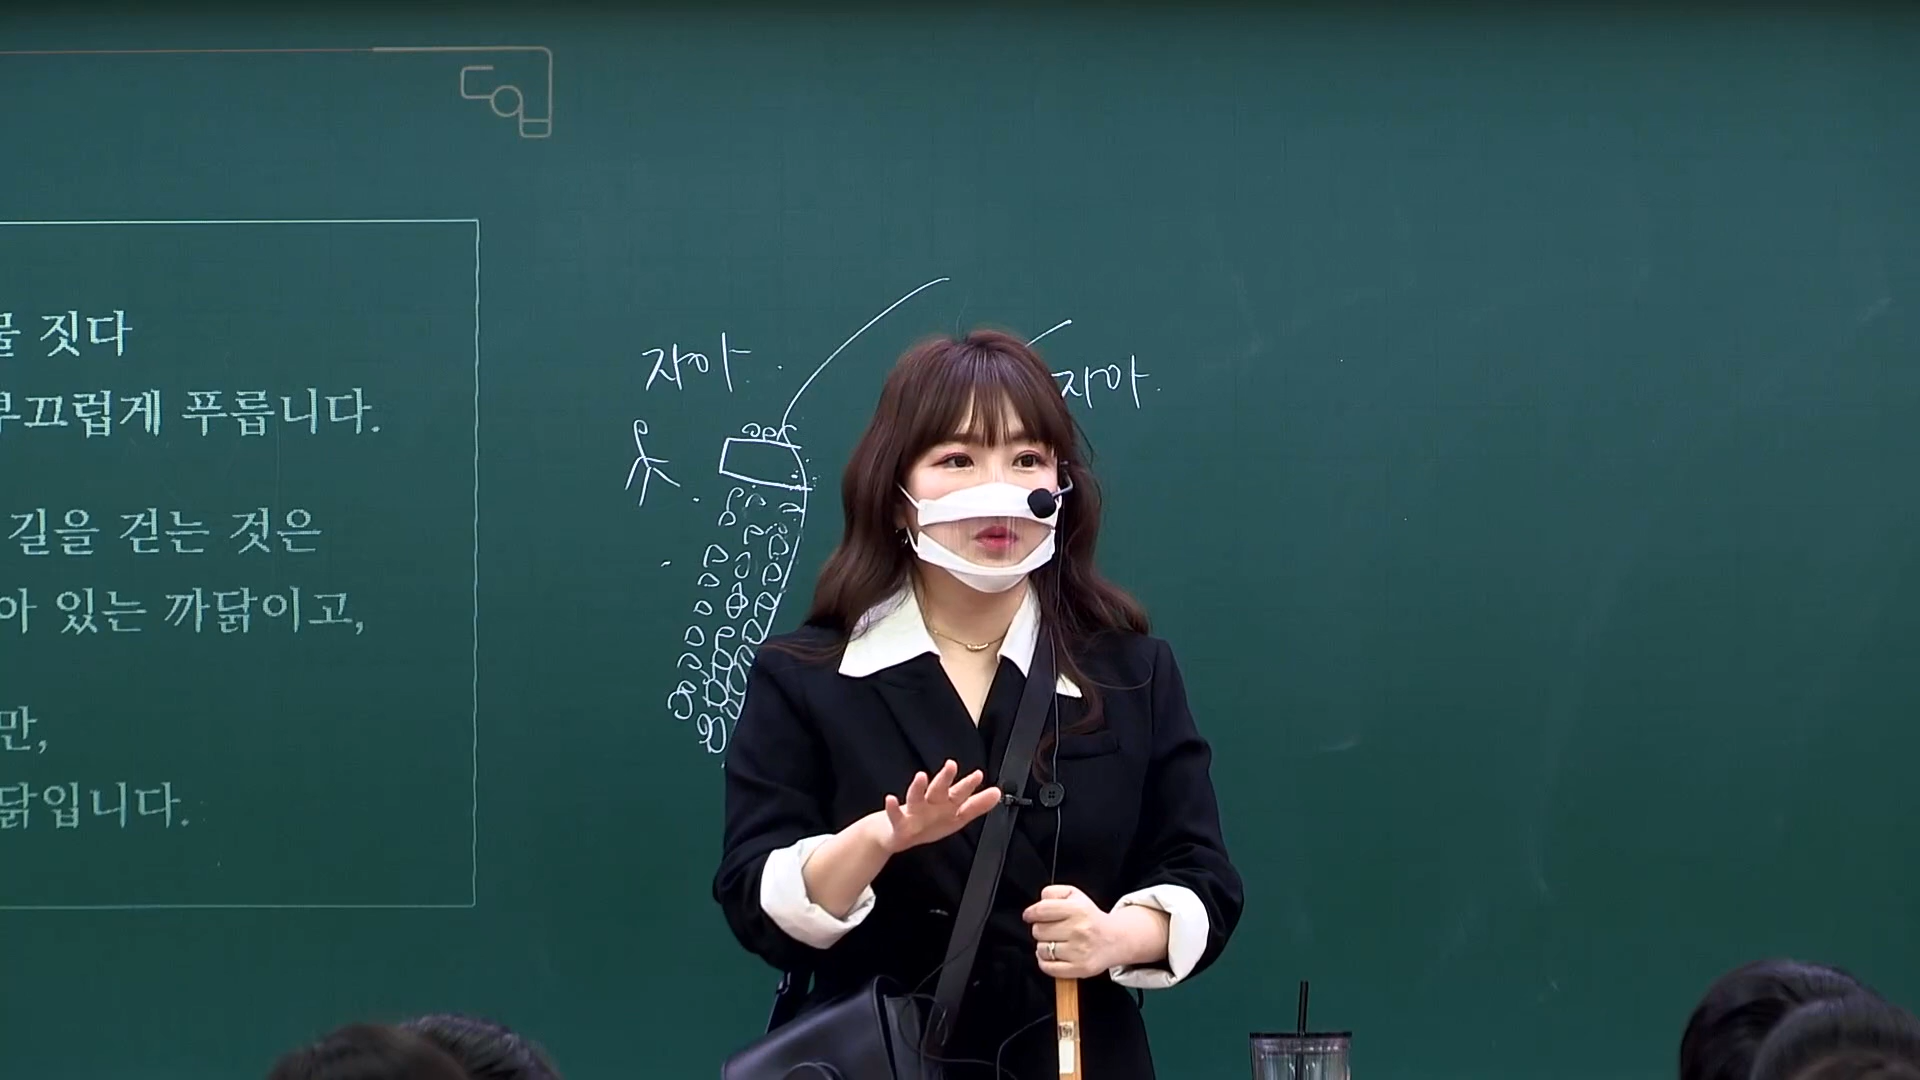 짓다
부끄럽게 푸릅니다.
길을 걷는 것은
아 있는 까닭이고,
만,
닭입니다.
자아
자아